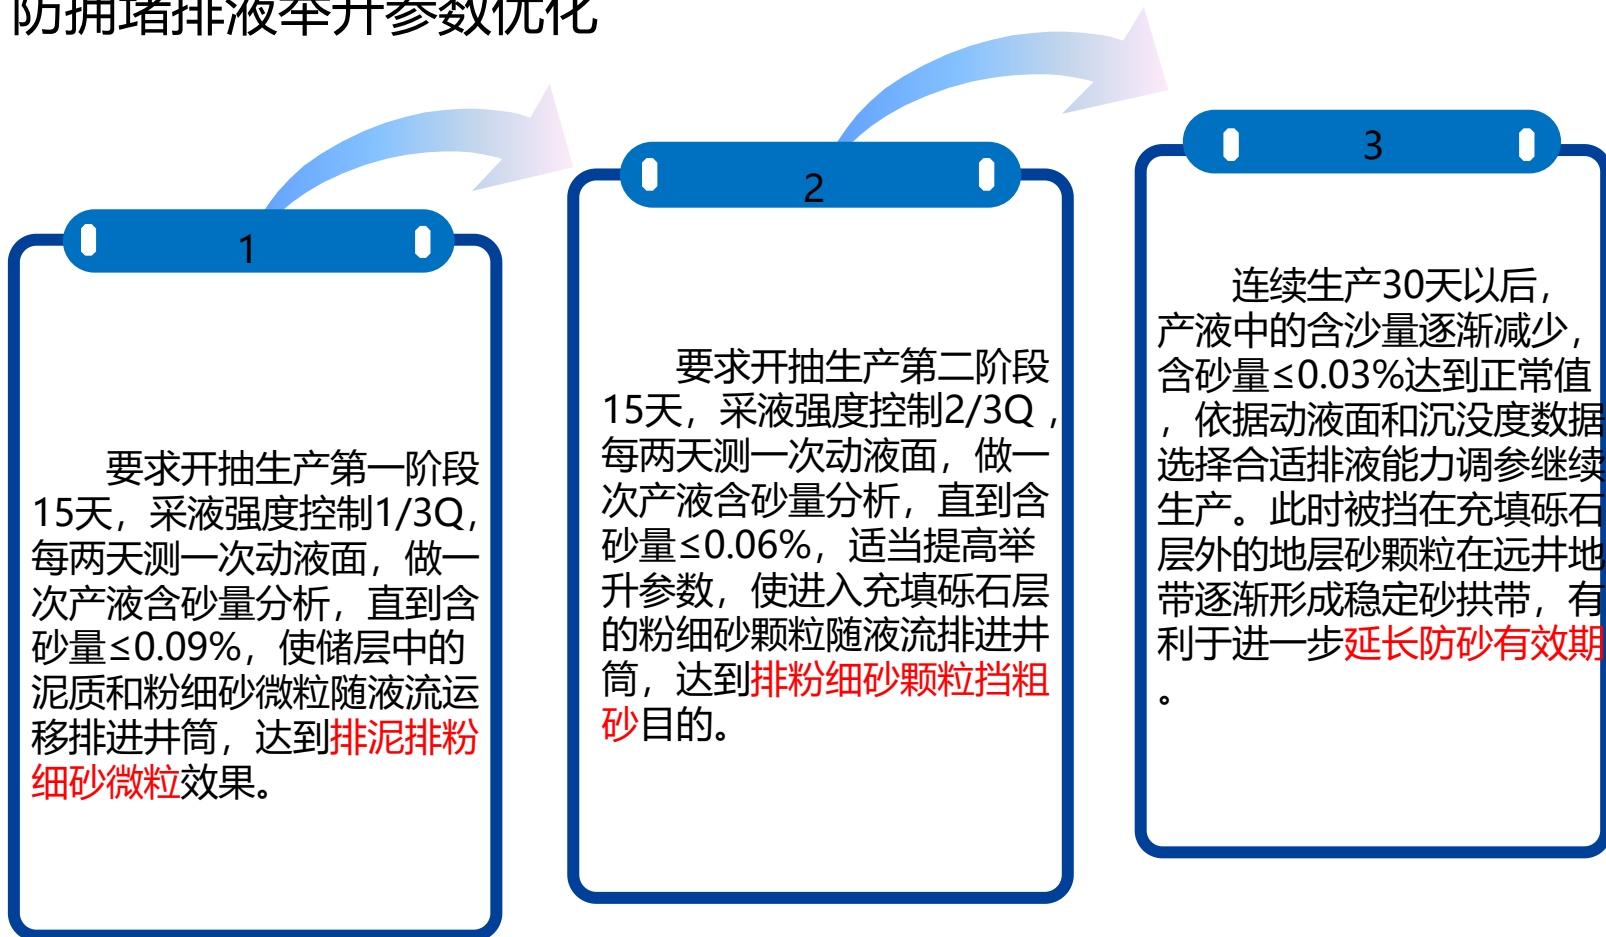 防拥堵排液举升参数优化
1
要求开抽生产第一阶段
15天，采液强度控制1/3Q，
每两天测一次动液面，做一
次产液含砂量分析，直到含
砂量≤0.09%，使储层中的
泥质和粉细砂微粒随液流运
移排进井筒，达到排泥排粉
细砂微粒效果。
2
要求开抽生产第二阶段
15天，采液强度控制2/3Q，
每两天测一次动液面，做一
次产液含砂量分析，直到含
砂量≤0.06%，适当提高举
升参数，使进入充填砾石层
的粉细砂颗粒随液流排进井
筒，达到排粉细砂颗粒挡粗
砂目的。
3
连续生产30天以后，
产液中的含沙量逐渐减少，
含砂量≤0.03%达到正常值
，依据动液面和沉没度数据
选择合适排液能力调参继续
生产。此时被挡在充填砾石
层外的地层砂颗粒在远井地
带逐渐形成稳定砂拱带，有
利于进一步延长防砂有效期
。